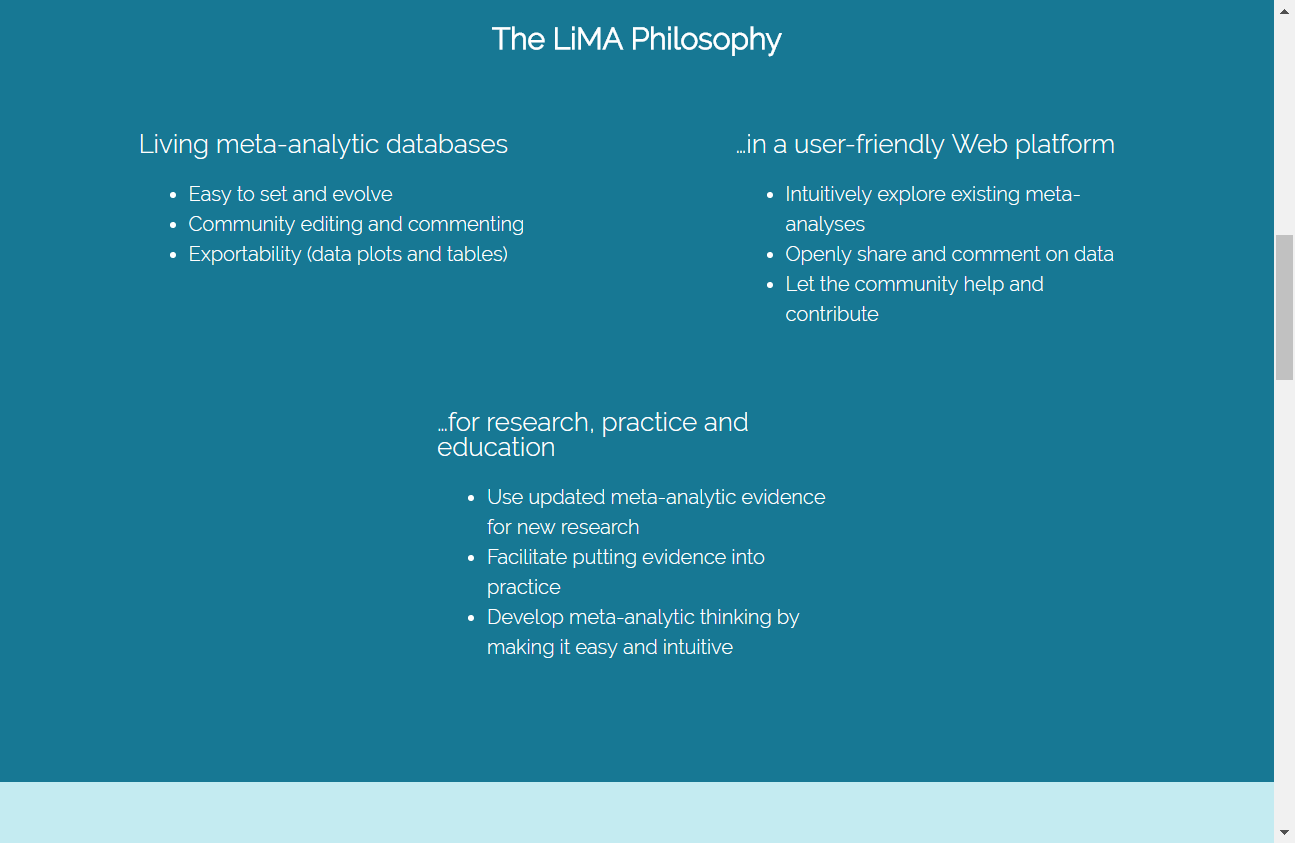 The LiMA Philosophy
Living meta-analytic databases
• Easy to set and evolve
• Community editing and commenting
• Exportability (data plots and tables)
...in a user-friendly Web platform
• Intuitively explore existing meta-
analyses
• Openly share and comment on data
• Let the community help and
contribute
...for research, practice and
education
• Use updated meta-analytic evidence
for new research
• Facilitate putting evidence into
practice
• Develop meta-analytic thinking by
making it easy and intuitive